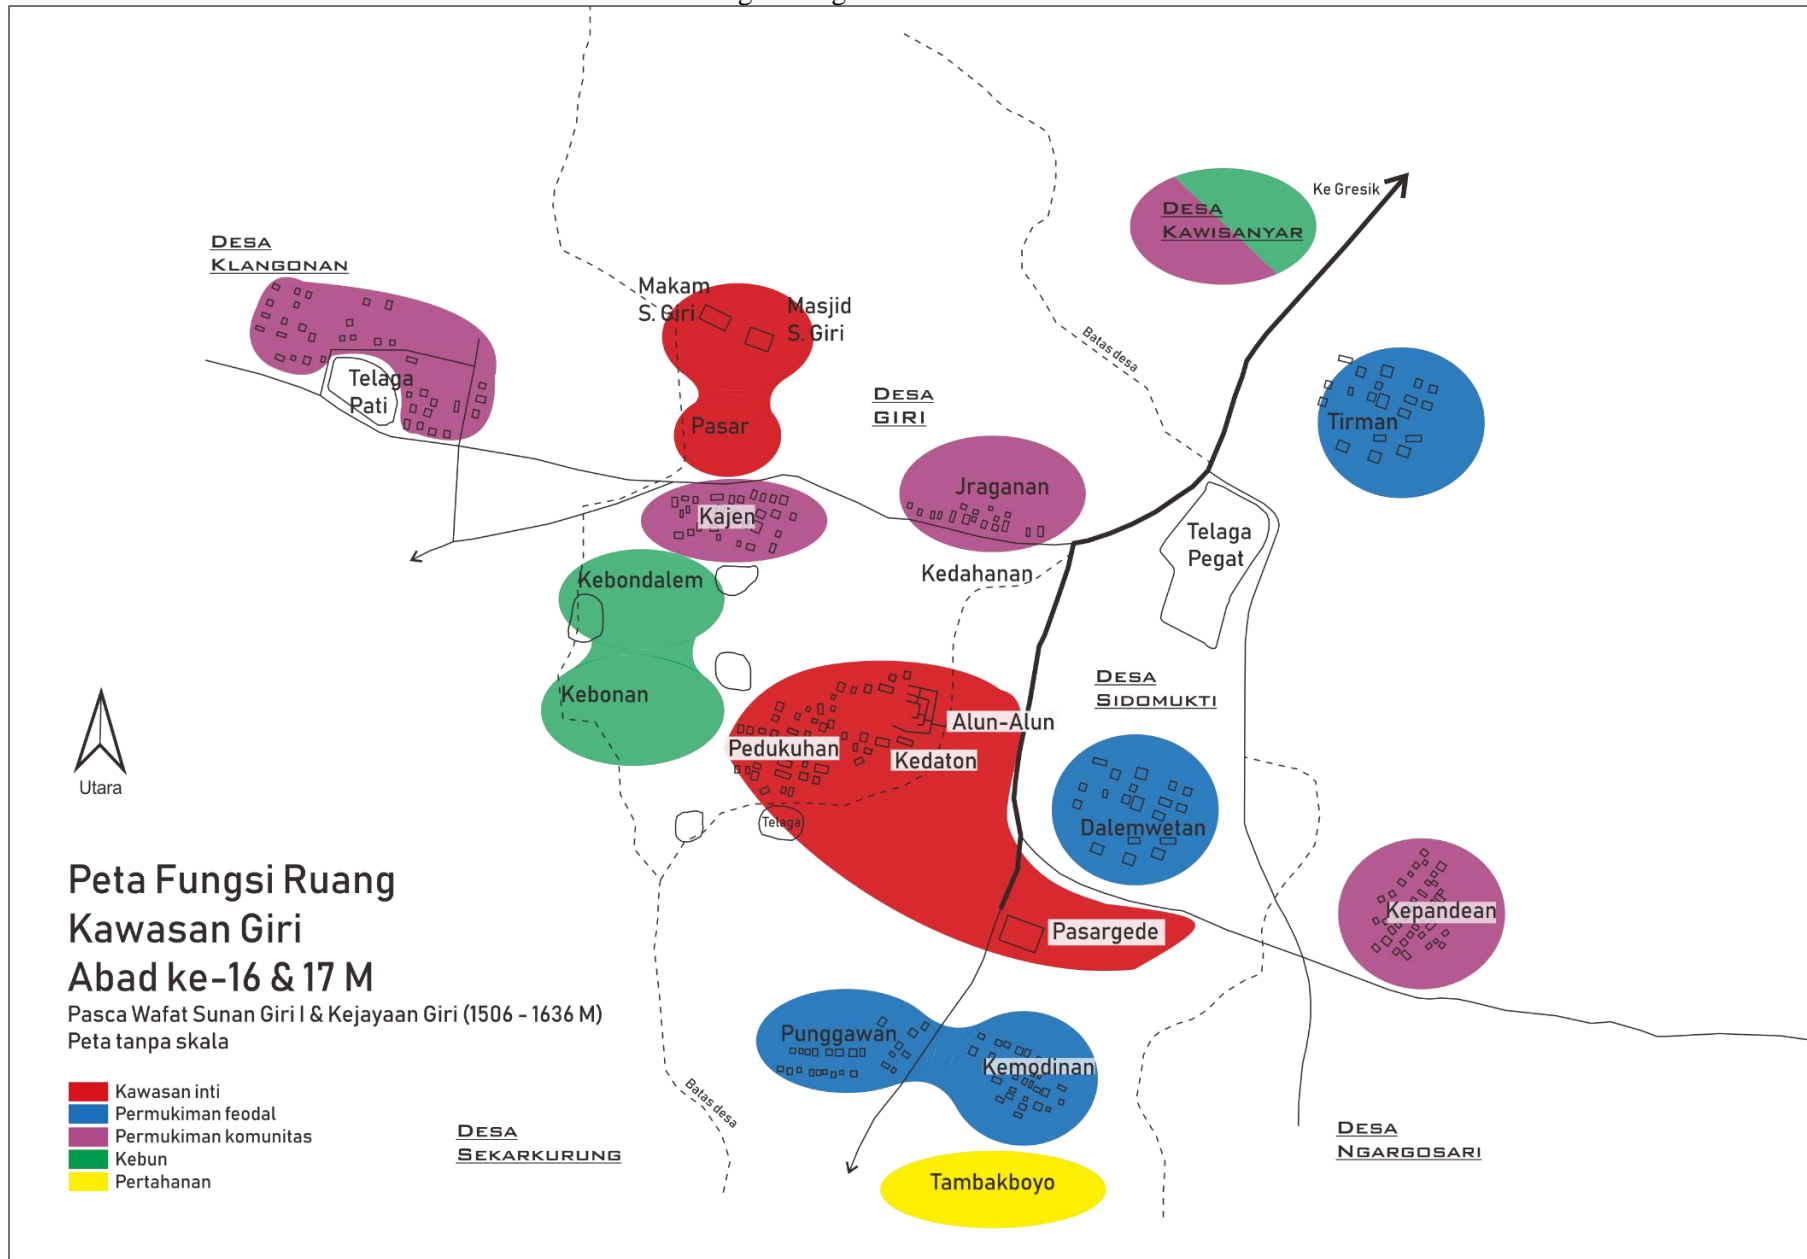 Ke Gresik
DESA
KAWISANYAR
DESA
KLANGONAN
Makam
S. Giri
Masjid
S. Giri
Batas desa
Telaga
Pati
DESA
GIRI
Pasar
Tirman
Jraganan
Kajen
Telaga
Pegat
Kedahanan
Kebondalem
Kebonan
DESA
SIDOMUKTI
Alun-Alun
Pedukuhan
Kedaton
Utara
Telaga
Dalemwetan
Kepandean
Pasargede
Peta Fungsi Ruang
Kawasan Giri
Abad ke-16 & 17 M
Pasca Wafat Sunan Giri I & Kejayaan Giri (1506 - 1636 M)
Peta tanpa skala
Punggawan
Kemodinan
Kawasan inti
Permukiman feodal
Permukiman komunitas
Kebun
Pertahanan
Batas desa
DESA
SEKARKURUNG
DESA
NGARGOSARI
Tambakboyo